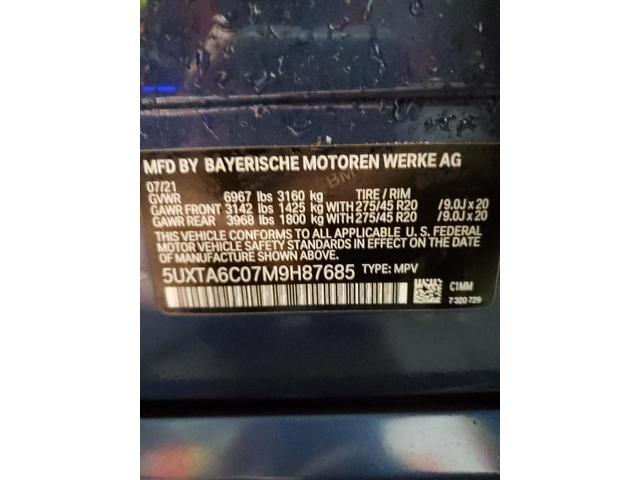 MFD BY BAYERISCHE MOTOREN WERKE AG
07/21
GVWR 6967 lbs 3160 kg TIRE / RIM
GAWR FRONT 3142 lbs 1425 kg WITH 275/45 R20 /9.0J x 20
GAWR REAR 3968 lbs 1800 kg WITH 275/45 R20 /9.0J x 20
THIS VEHICLE CONFORMS TO ALL APPLICABLE U.S. FEDERAL
MOTOR VEHICLE SAFETY STANDARDS IN EFFECT ON THE DATE
OF MANUFACTURE SHOWN ABOVE.
5UXTA6C07M9H87685 TYPE: MPV
C1MM
7 320 729